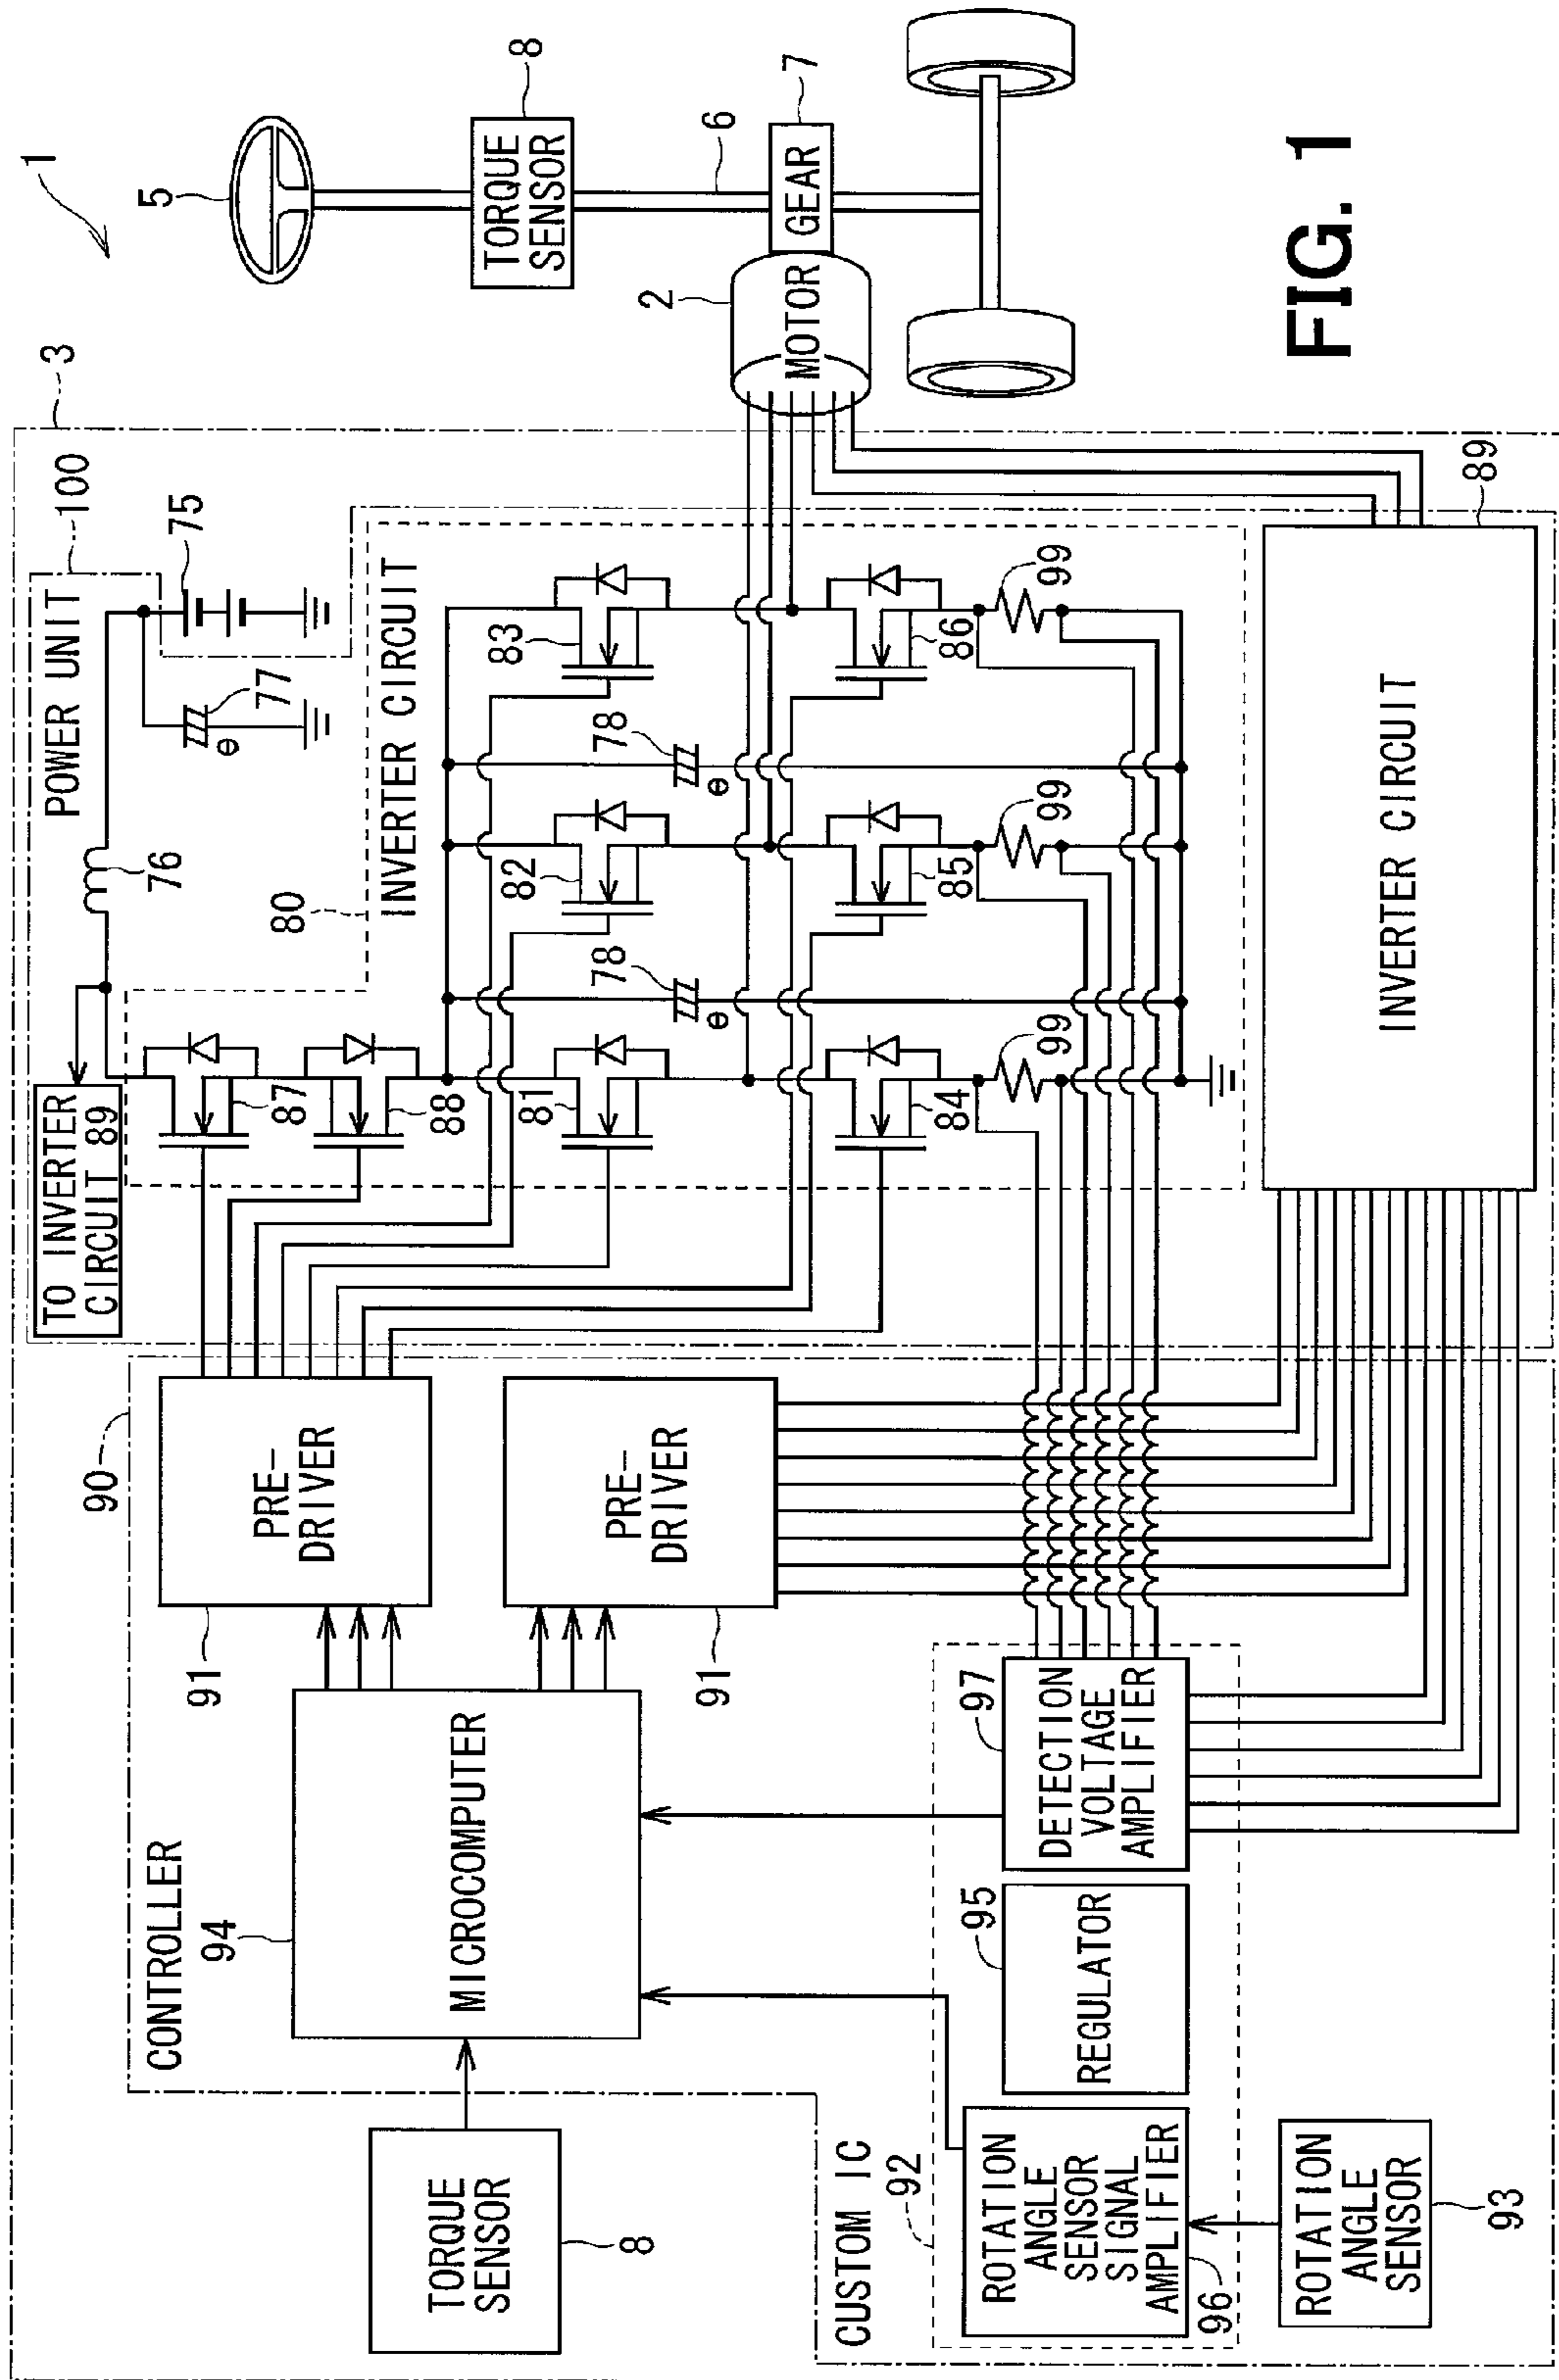 1
3
100
POWER UNIT
TO INVERTER
CIRCUIT 89
76
77
75
80
INVERTER CIRCUIT
87
88
81
82
83
78
78
84
85
86
99
99
99
INVERTER CIRCUIT
89
5
TORQUE
SENSOR
8
6
7
GEAR
2
MOTOR
CONTROLLER
90
PRE-
DRIVER
91
PRE-
DRIVER
91
94
MICROCOMPUTER
TORQUE
SENSOR
8
CUSTOM IC
92
ROTATION
ANGLE
SENSOR
SIGNAL
AMPLIFIER
96
95
REGULATOR
97
DETECTION
VOLTAGE
AMPLIFIER
ROTATION
ANGLE
SENSOR
93
FIG. 1